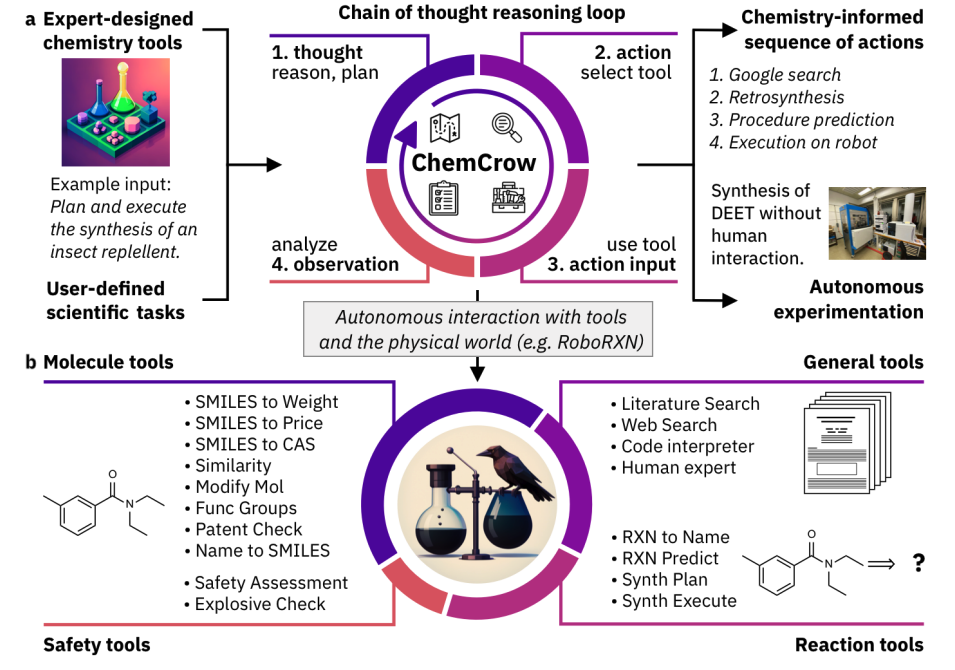 a Expert-designed
chemistry tools
Chain of thought reasoning loop
Chemistry-informed
sequence of actions
1. thought
reason, plan
2. action
select tool
1. Google search
2. Retrosynthesis
3. Procedure prediction
4. Execution on robot
ChemCrow
Example input:
Plan and execute
the synthesis of an
insect replellent.
Synthesis of
DEET without
human
interaction.
analyze
4. observation
use tool
3. action input
User-defined
scientific tasks
Autonomous
experimentation
Autonomous interaction with tools
and the physical world (e.g. RoboRXN)
b Molecule tools
General tools
• SMILES to Weight
• SMILES to Price
• SMILES to CAS
• Similarity
• Modify Mol
• Func Groups
• Patent Check
• Name to SMILES
O
N
• Safety Assessment
• Explosive Check
• Literature Search
• Web Search
• Code interpreter
• Human expert
• RXN to Name
• RXN Predict
• Synth Plan
• Synth Execute
O
N
?
Safety tools
Reaction tools